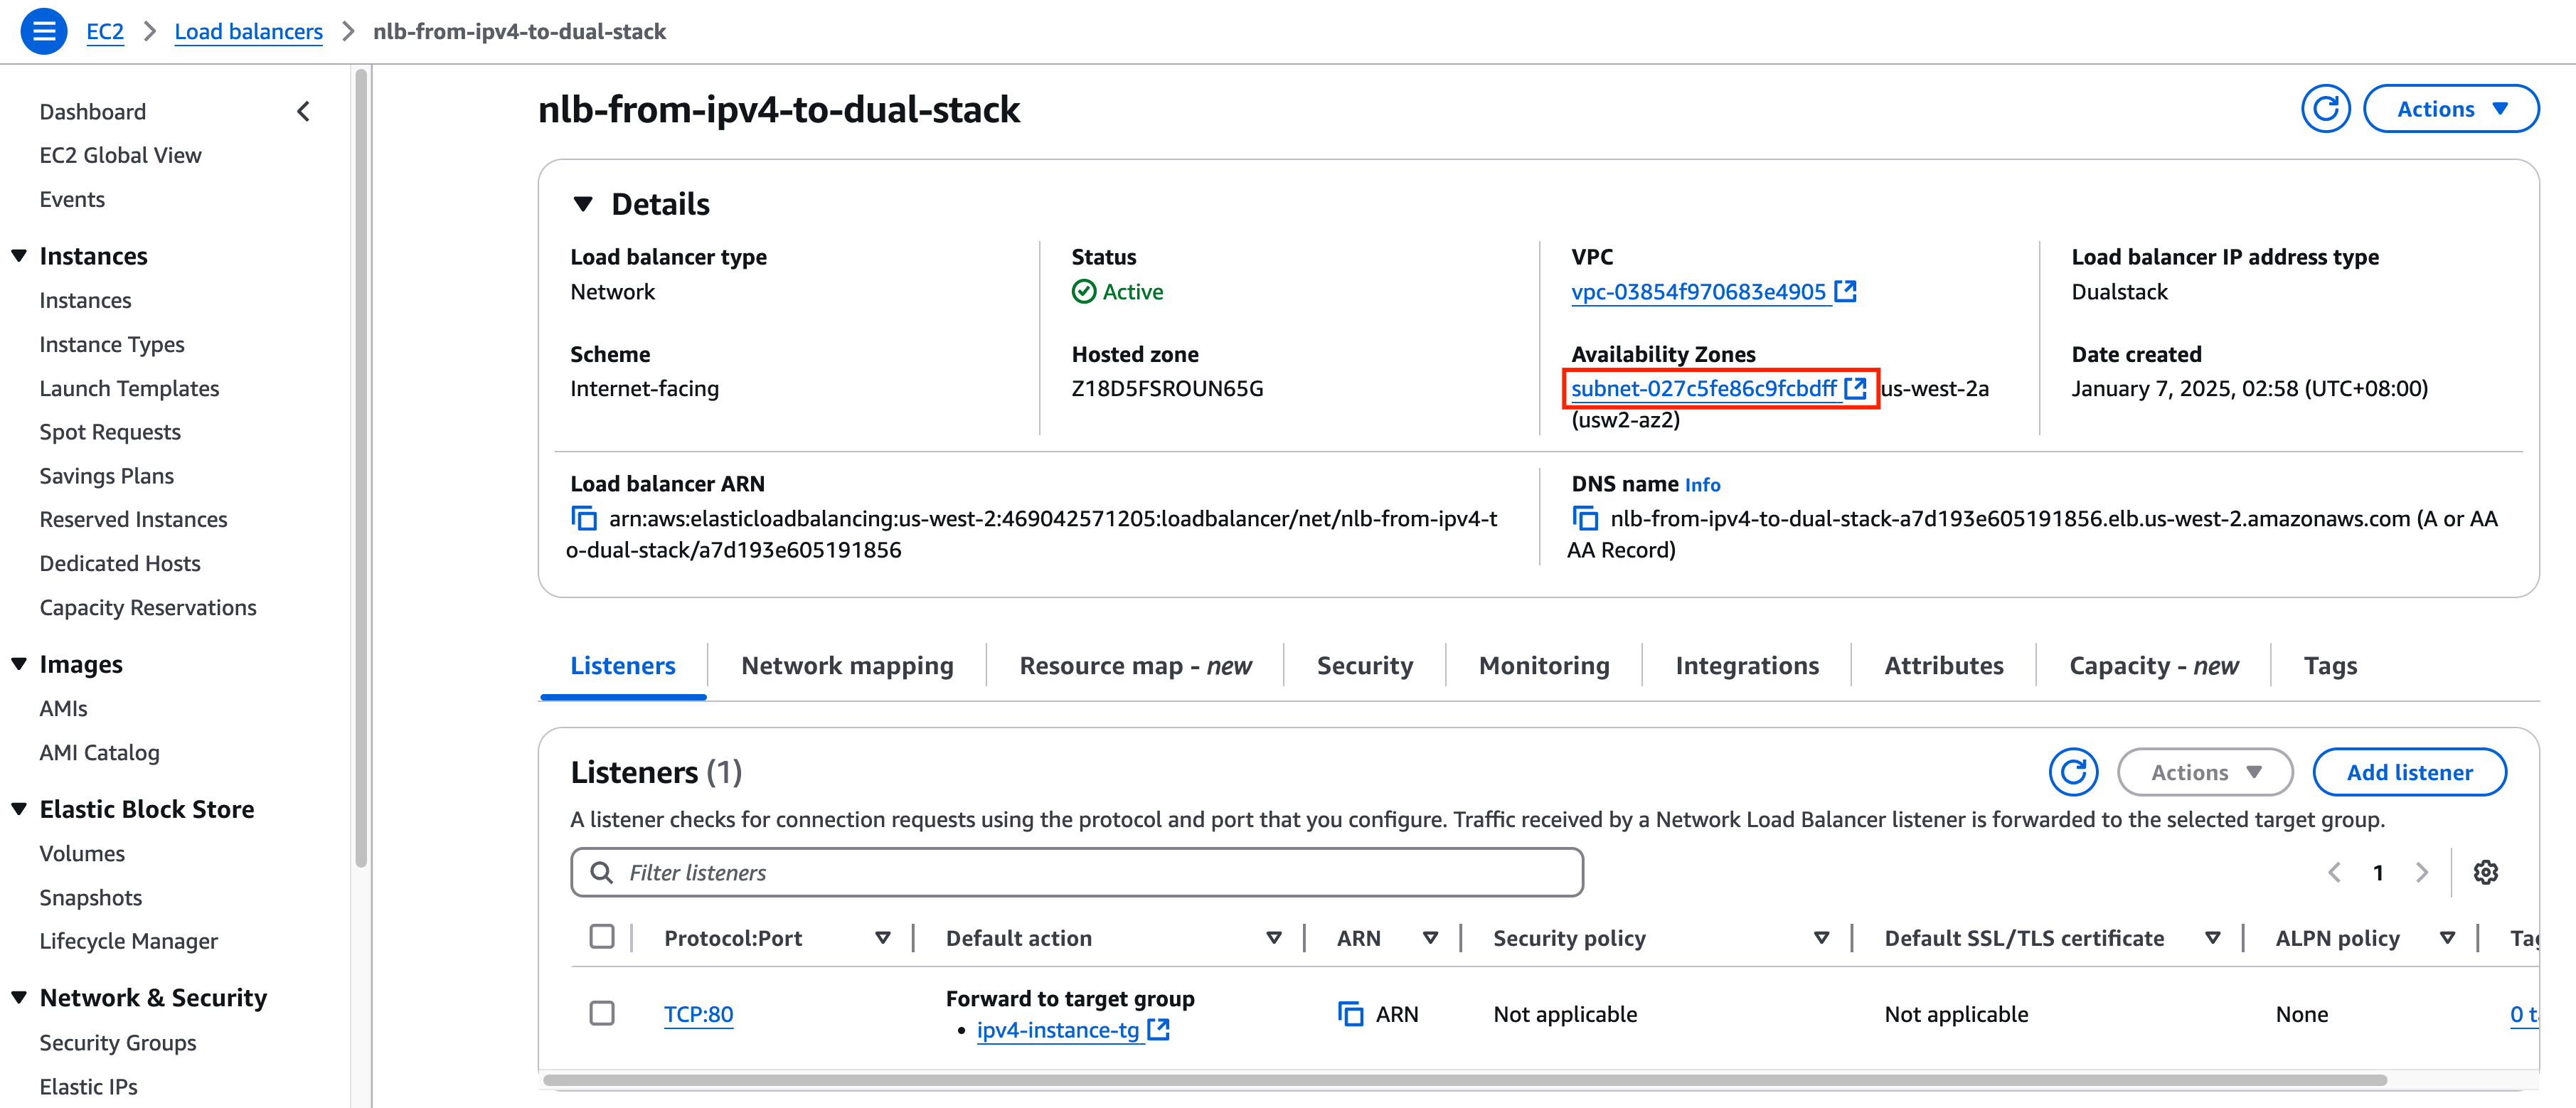 EC2 > Load balancers > nlb-from-ipv4-to-dual-stack
Dashboard
EC2 Global View
Events
Instances
Instances
Instance Types
Launch Templates
Spot Requests
Savings Plans
Reserved Instances
Dedicated Hosts
Capacity Reservations
Images
AMIs
AMI Catalog
Elastic Block Store
Volumes
Snapshots
Lifecycle Manager
Network & Security
Security Groups
Elastic IPs
nlb-from-ipv4-to-dual-stack
Actions
Details
Load balancer type
Network
Status
Active
VPC
vpc-03854f970683e4905
Load balancer IP address type
Dualstack
Scheme
Internet-facing
Hosted zone
Z18D5FSROUN65G
Availability Zones
subnet-027c5fe86c9fcbdff us-west-2a
(usw2-az2)
Date created
January 7, 2025, 02:58 (UTC+08:00)
Load balancer ARN
arn:aws:elasticloadbalancing:us-west-2:469042571205:loadbalancer/net/nlb-from-ipv4-t
o-dual-stack/a7d193e605191856
DNS name Info
nlb-from-ipv4-to-dual-stack-a7d193e605191856.elb.us-west-2.amazonaws.com (A or AA
AA Record)
Listeners Network mapping Resource map - new Security Monitoring Integrations Attributes Capacity - new Tags
Listeners (1)
Actions
Add listener
A listener checks for connection requests using the protocol and port that you configure. Traffic received by a Network Load Balancer listener is forwarded to the selected target group.
Filter listeners
1
Protocol:Port Default action ARN Security policy Default SSL/TLS certificate ALPN policy Tag
TCP:80
Forward to target group
• ipv4-instance-tg
ARN
Not applicable
Not applicable
None
0 t